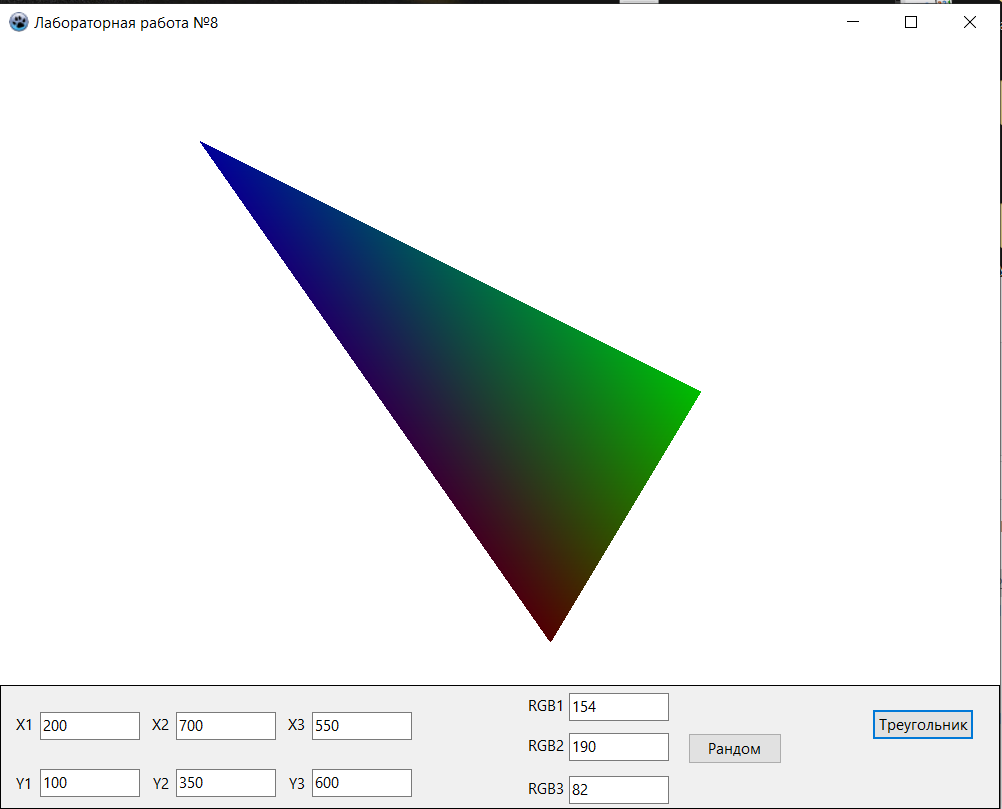 Лабораторная работа №8
X1 200 X2 700 X3 550
Y1 100 Y2 350 Y3 600
RGB1 154
RGB2 190
RGB3 82
Рандом
Треугольник